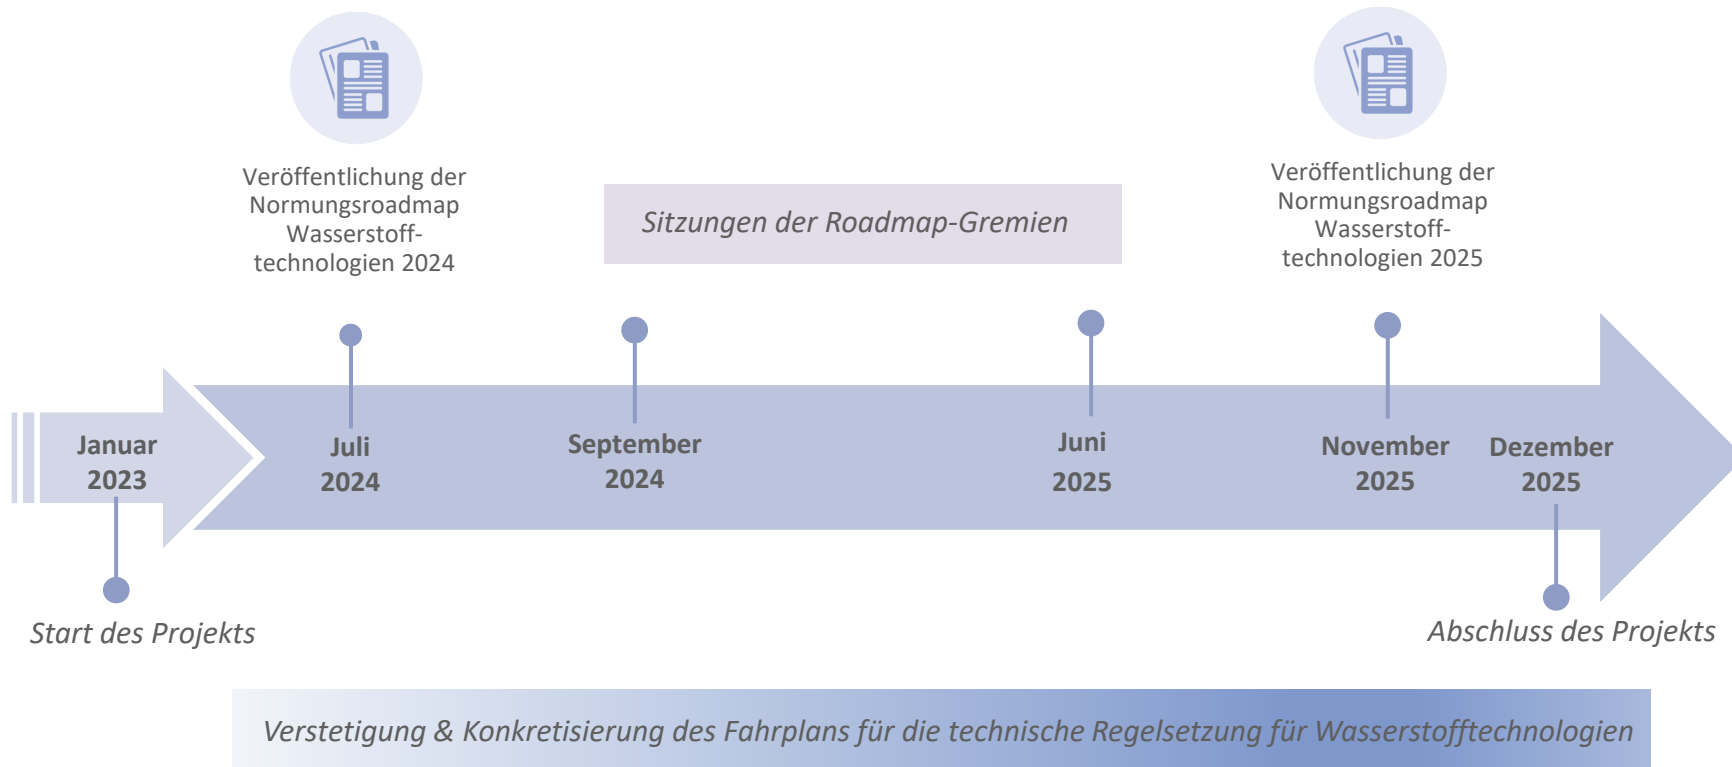 Veröffentlichung der
Normungsroadmap
Wasserstoff-
technologien 2024
Sitzungen der Roadmap-Gremien
Veröffentlichung der
Normungsroadmap
Wasserstoff-
technologien 2025
Januar
2023
Juli
2024
September
2024
Juni
2025
November
2025
Dezember
2025
Start des Projekts
Abschluss des Projekts
Verstetigung & Konkretisierung des Fahrplans für die technische Regelsetzung für Wasserstofftechnologien